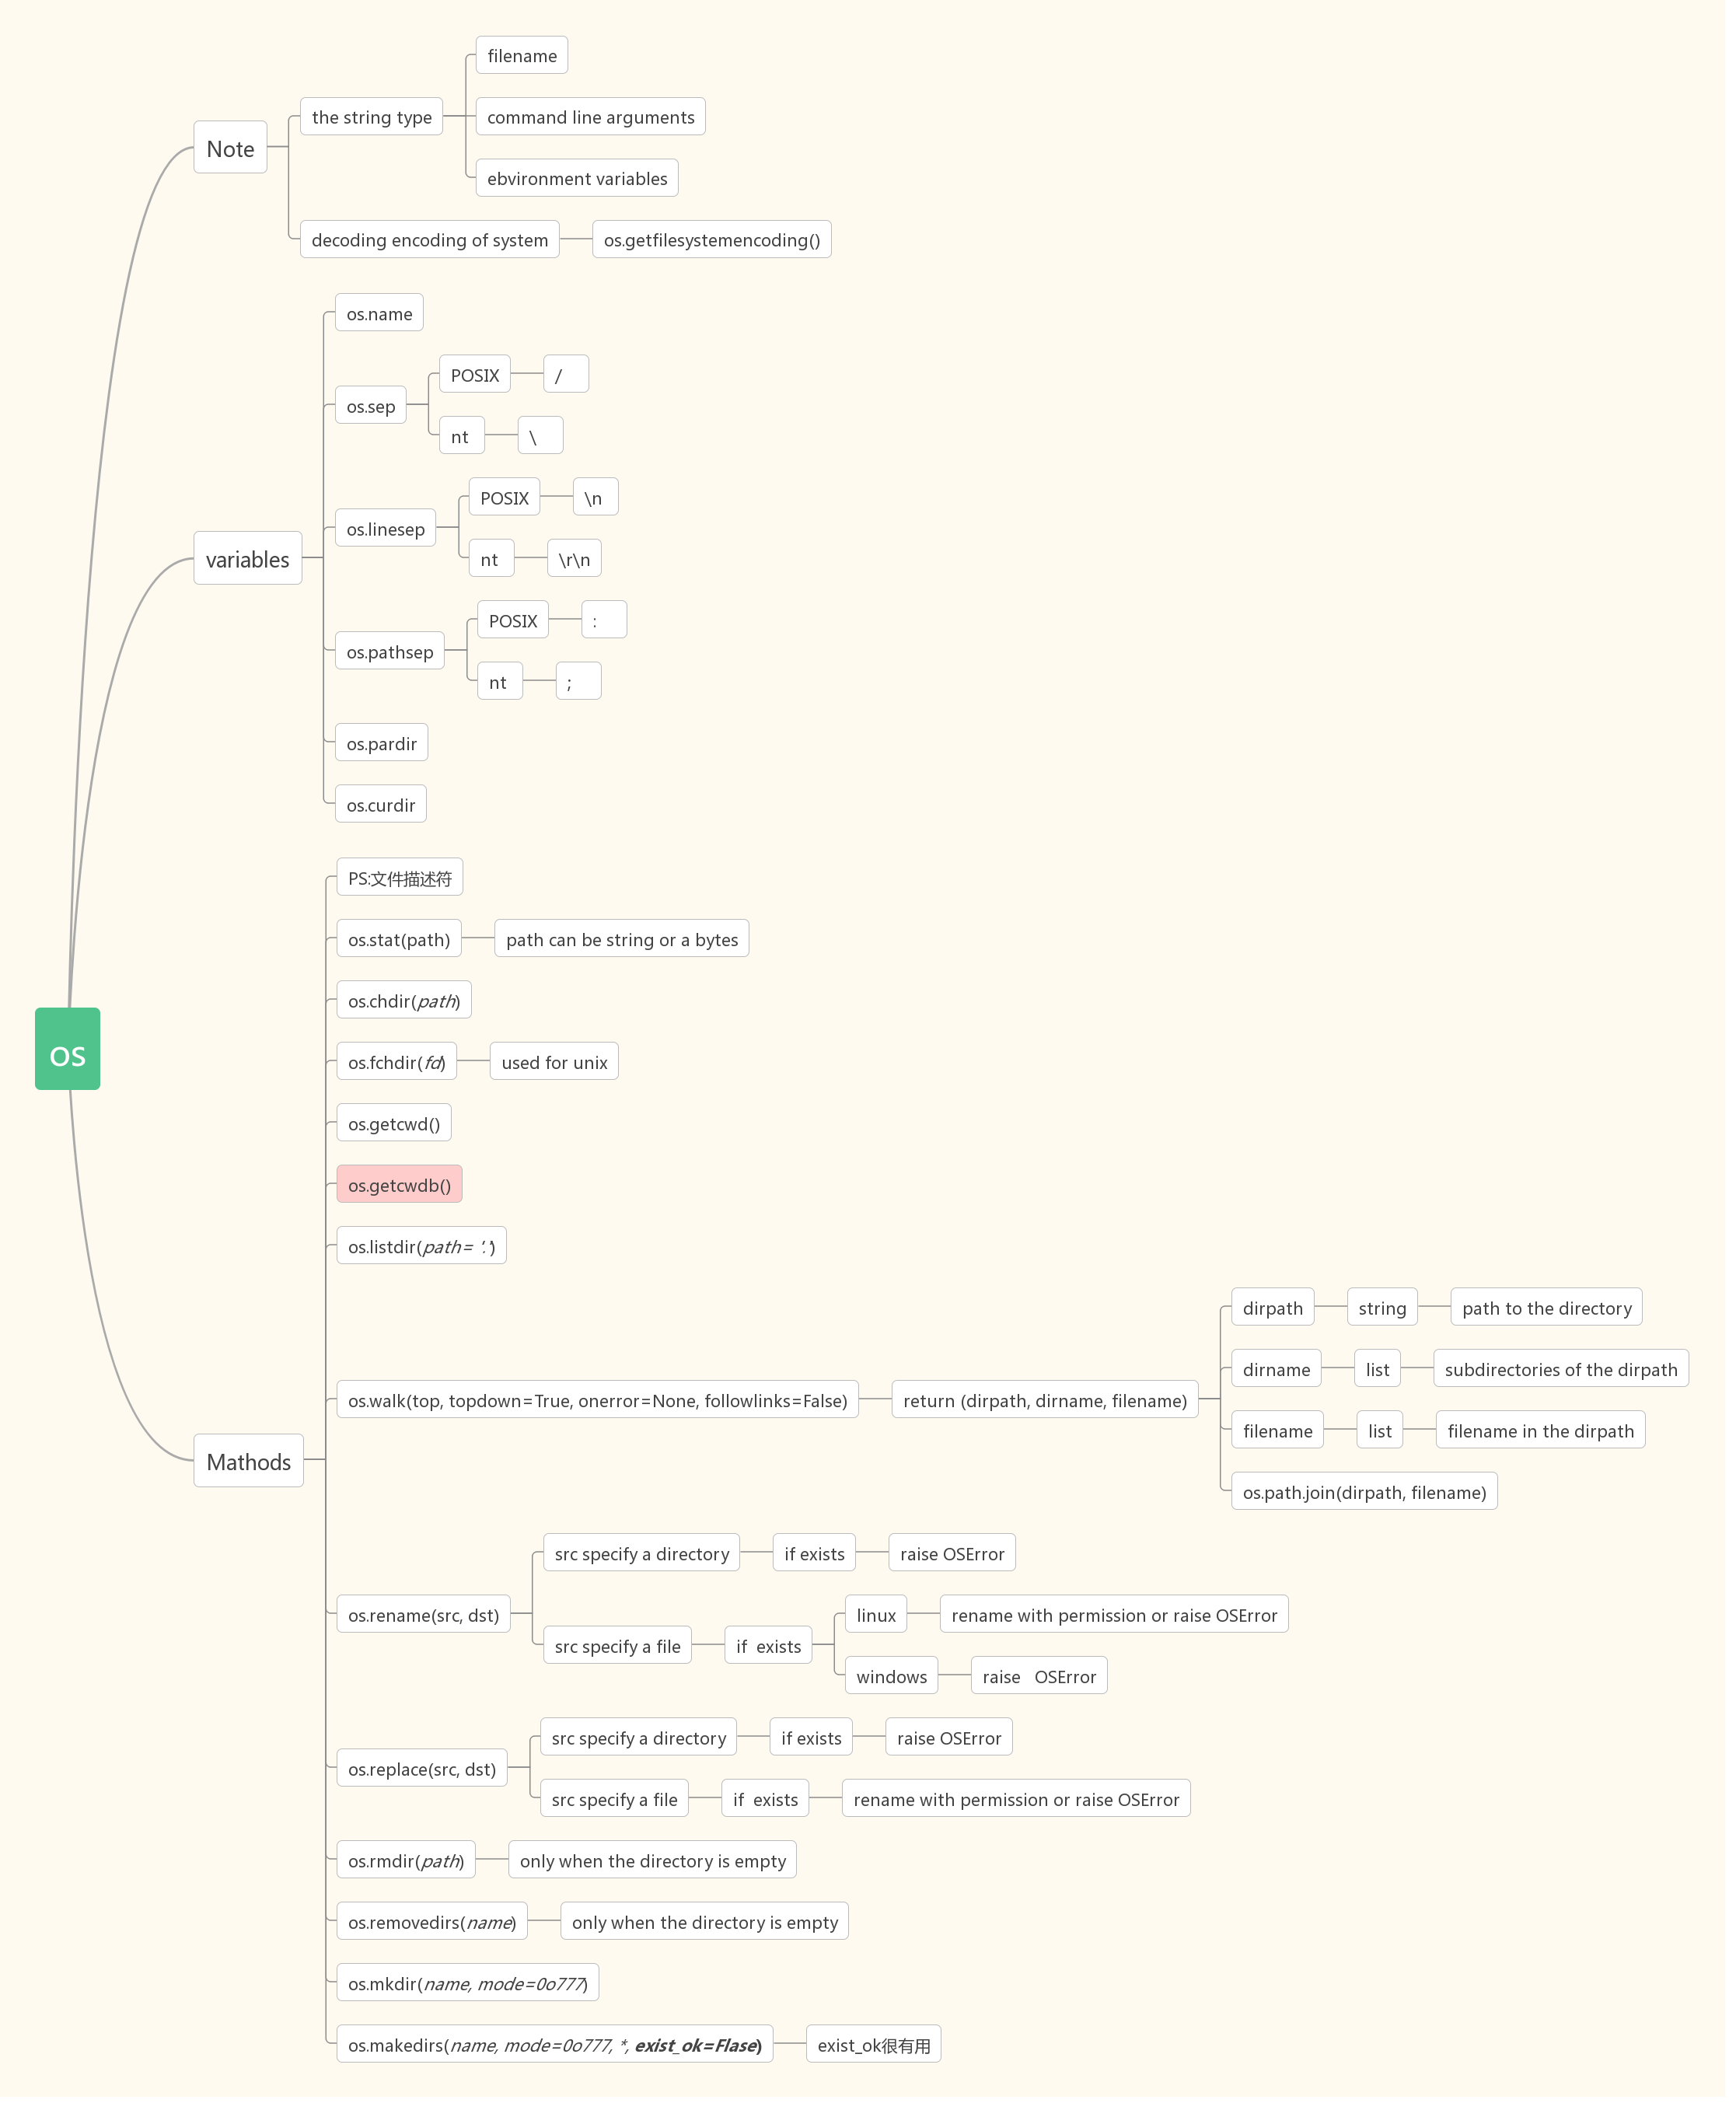 os
Note
the string type
filename
command line arguments
ebvironment variables
decoding encoding of system
os.getfilesystemencoding()
variables
os.name
os.sep
POSIX
/
nt
\
os.linesep
POSIX
\n
nt
\r\n
os.pathsep
POSIX
:
nt
;
os.pardir
os.curdir
Mathods
PS:文件描述符
os.stat(path)
path can be string or a bytes
os.chdir(path)
os.fchdir(fd)
used for unix
os.getcwd()
os.getcwdb()
os.listdir(path= '.')
os.walk(top, topdown=True, onerror=None, followlinks=False)
return (dirpath, dirname, filename)
dirpath
string
path to the directory
dirname
list
subdirectories of the dirpath
filename
list
filename in the dirpath
os.path.join(dirpath, filename)
os.rename(src, dst)
src specify a directory
if exists
raise OSError
src specify a file
if  exists
linux
rename with permission or raise OSError
windows
raise   OSError
os.replace(src, dst)
src specify a directory
if exists
raise OSError
src specify a file
if  exists
rename with permission or raise OSError
os.rmdir(path)
only when the directory is empty
os.removedirs(name)
only when the directory is empty
os.mkdir(name, mode=0o777)
os.makedirs(name, mode=0o777, *, exist_ok=Flase)
exist_ok很有用